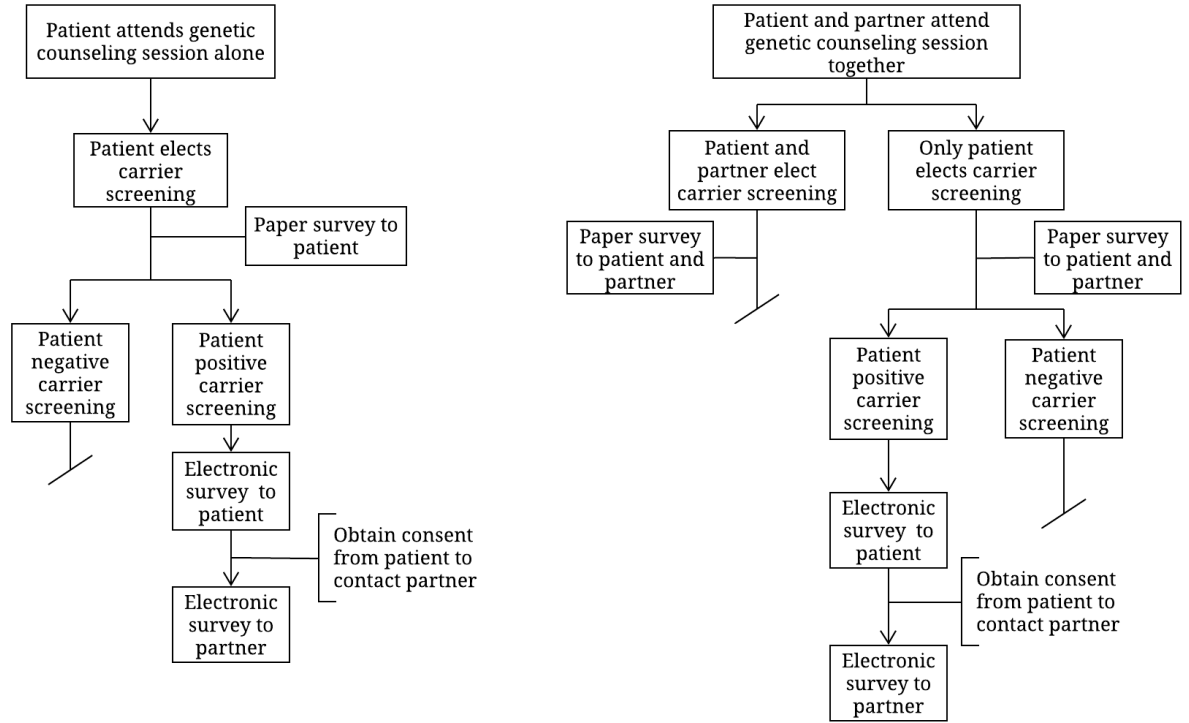 Patient attends genetic
counseling session alone
Patient elects
carrier
screening
Paper survey to
patient
Patient
negative
carrier
screening
Patient
positive
carrier
screening
Electronic
survey to
patient
Obtain consent
from patient to
contact partner
Electronic
survey to
partner
Patient and partner attend
genetic counseling session
together
Patient and
partner elect
carrier screening
Only patient
elects carrier
screening
Paper survey
to patient and
partner
Paper survey
to patient and
partner
Patient
positive
carrier
screening
Patient
negative
carrier
screening
Electronic
survey to
patient
Obtain consent
from patient to
contact partner
Electronic
survey to
partner